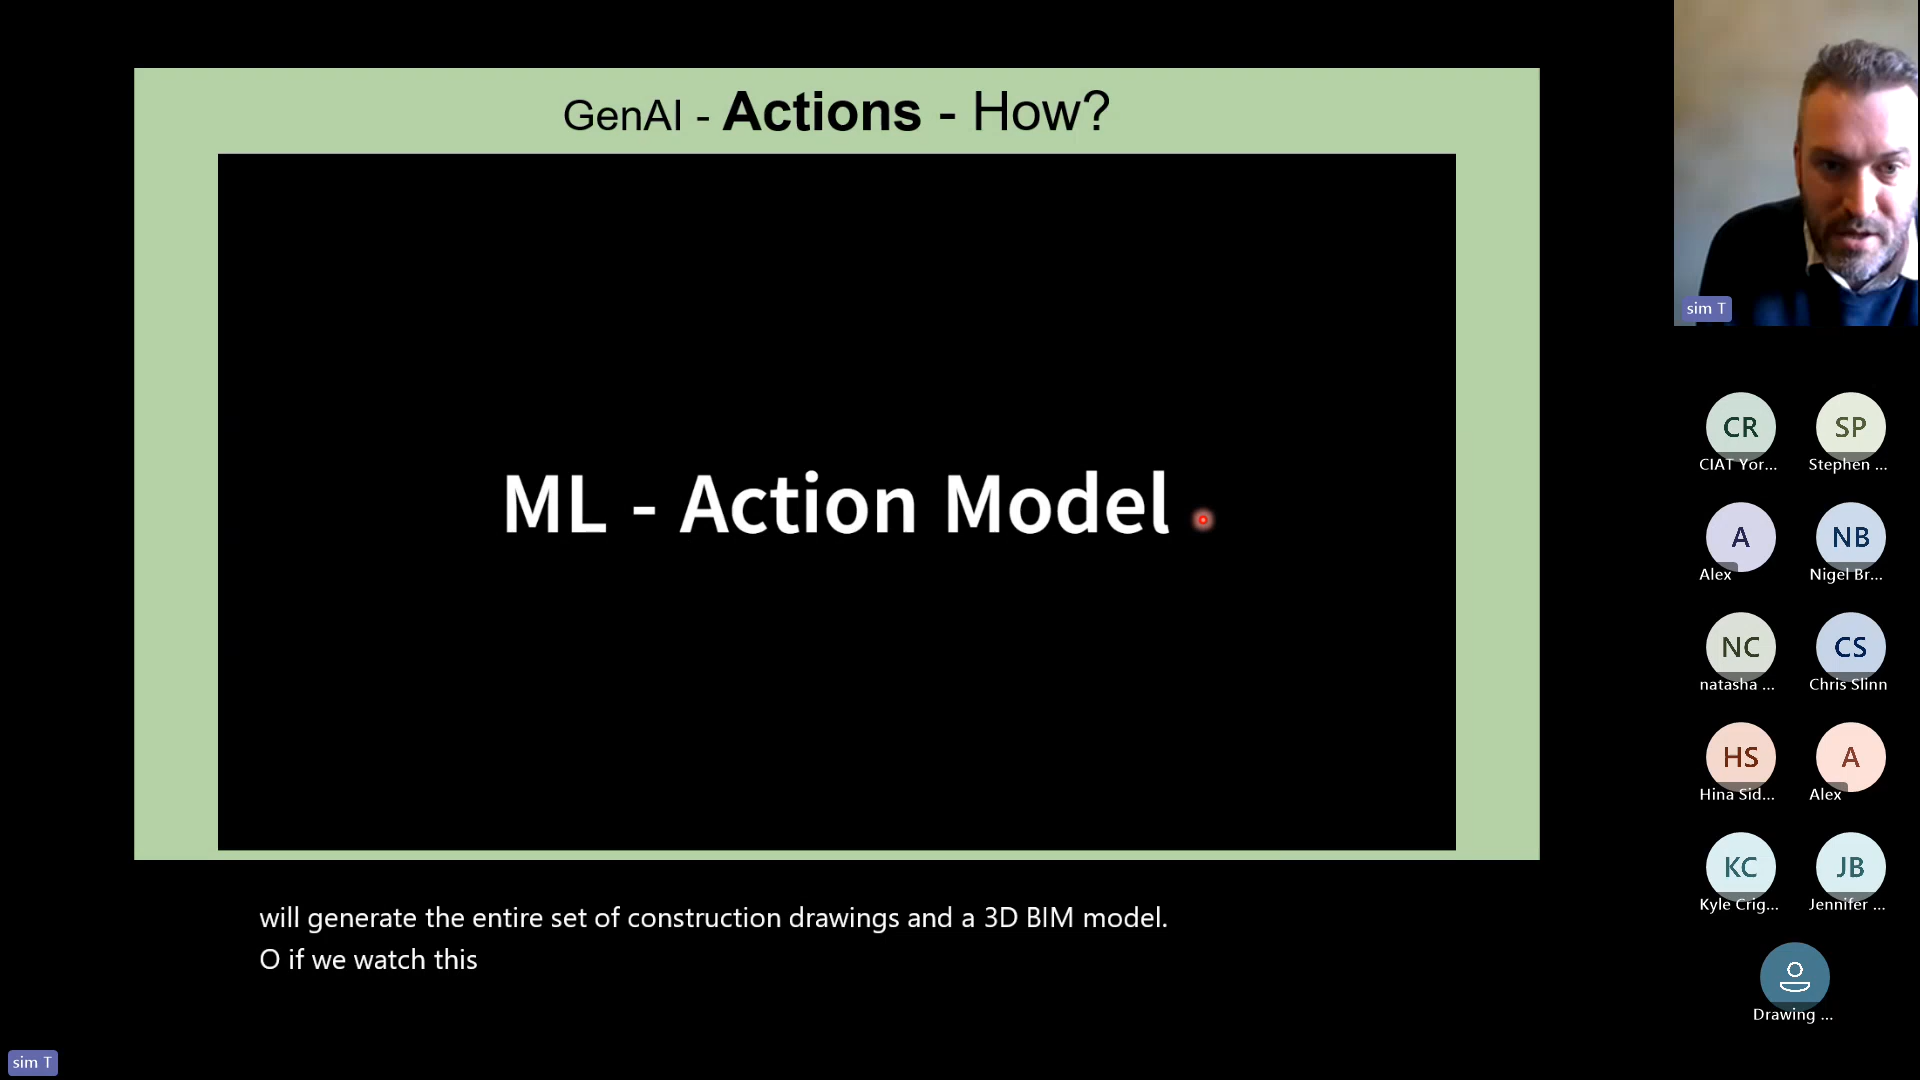 GenAI - Actions - How?
ML - Action Model
sim T
CR
SP
CIAT Yor...
Stephen ...
A
NB
Alex
Nigel Br...
NC
CS
natasha ...
Chris Slinn
HS
A
Hina Sid...
Alex
KC
JB
Kyle Crig...
Jennifer ...
Drawing ...
will generate the entire set of construction drawings and a 3D BIM model.
O if we watch this
sim T